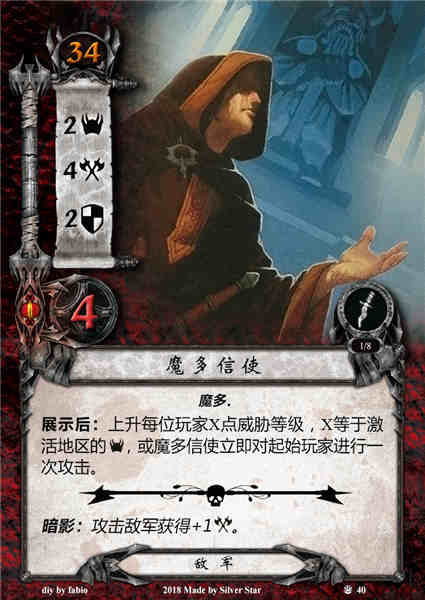 34
2
4
2
4
1/8
魔多信使
魔多.
展示后：上升每位玩家X点威胁等级，X等于激
活地区的，或魔多信使立即对起始玩家进行一
次攻击。
暗影：攻击敌军获得+1。
敌 军
diy by fabio 2018 Made by Silver Star 40